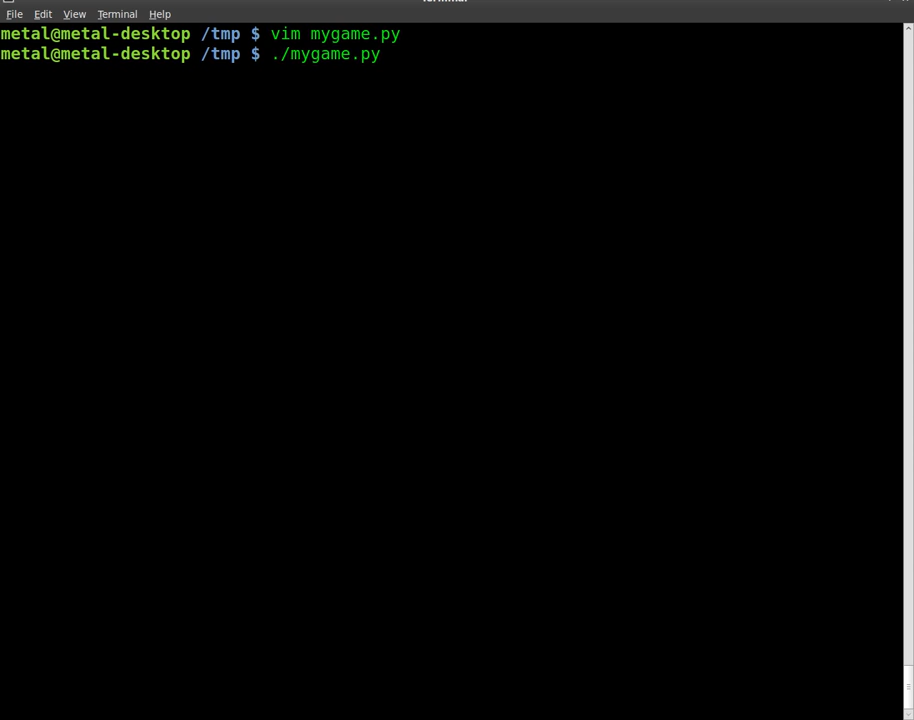 File Edit View Terminal Help
metal@metal-desktop /tmp $ vim mygame.py
metal@metal-desktop /tmp $ ./mygame.py